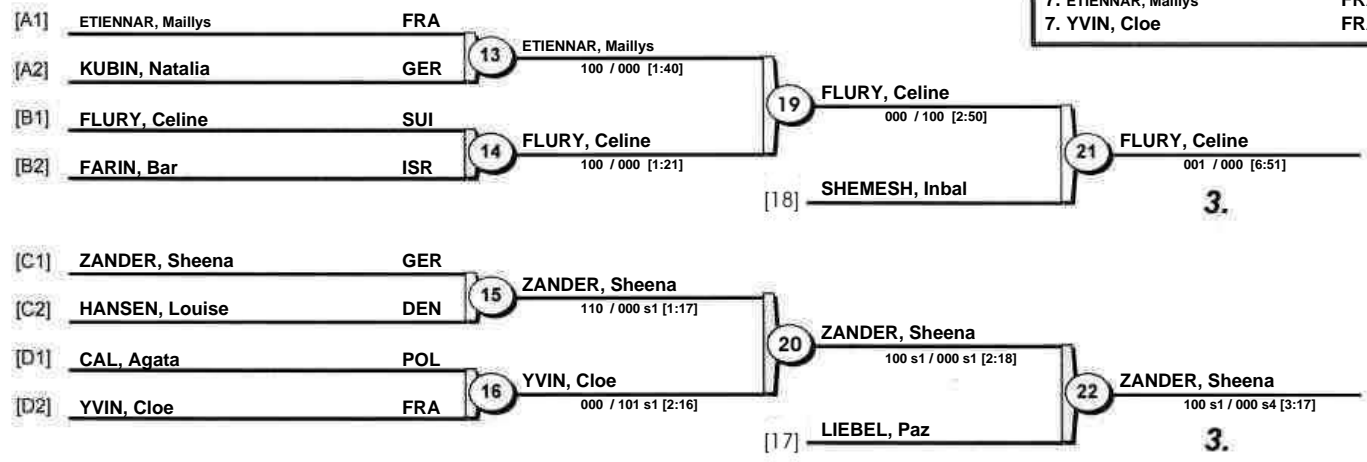 7. ETIENNAR, Maillys FR
7. YVIN, Cloe FR
[A1] ETIENNAR, Maillys FRA
[A2] KUBIN, Natalia GER
13 ETIENNAR, Maillys
100 / 000 [1:40]
[B1] FLURY, Celine SUI
[B2] FARIN, Bar ISR
14 FLURY, Celine
100 / 000 [1:21]
19 FLURY, Celine
000 / 100 [2:50]
[18] SHEMESH, Inbal
21 FLURY, Celine
001 / 000 [6:51]
3.
[C1] ZANDER, Sheena GER
[C2] HANSEN, Louise DEN
15 ZANDER, Sheena
110 / 000 s1 [1:17]
[D1] CAL, Agata POL
[D2] YVIN, Cloe FRA
16 YVIN, Cloe
000 / 101 s1 [2:16]
20 ZANDER, Sheena
100 s1 / 000 s1 [2:18]
[17] LIEBEL, Paz
22 ZANDER, Sheena
100 s1 / 000 s4 [3:17]
3.